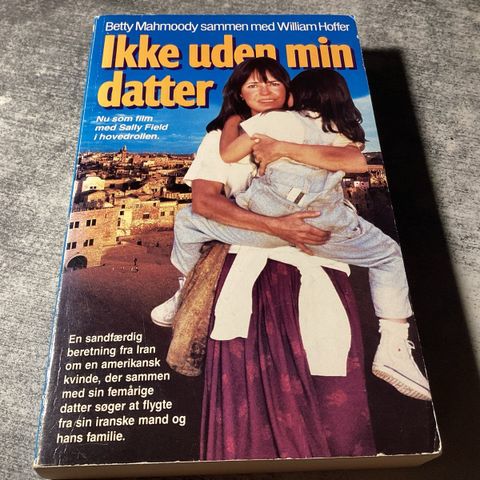 Betty Mahmoody sammen med William Hoffer
Ikke uden min
datter
Nu som film
med Sally Field
i hovedrollen.
En sandfærdig
beretning fra Iran
om en amerikansk
kvinde, der sammen
med sin femårige
datter søger at flygte
fra sin iranske mand og
hans familie.